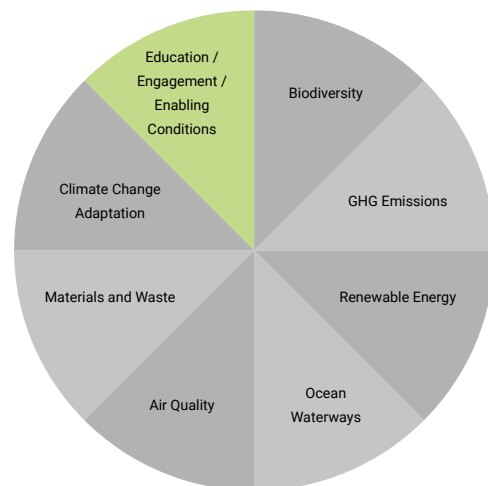 Education /
Engagement /
Enabling
Conditions
Biodiversity
GHG Emissions
Renewable Energy
Ocean
Waterways
Air Quality
Materials and Waste
Climate Change
Adaptation